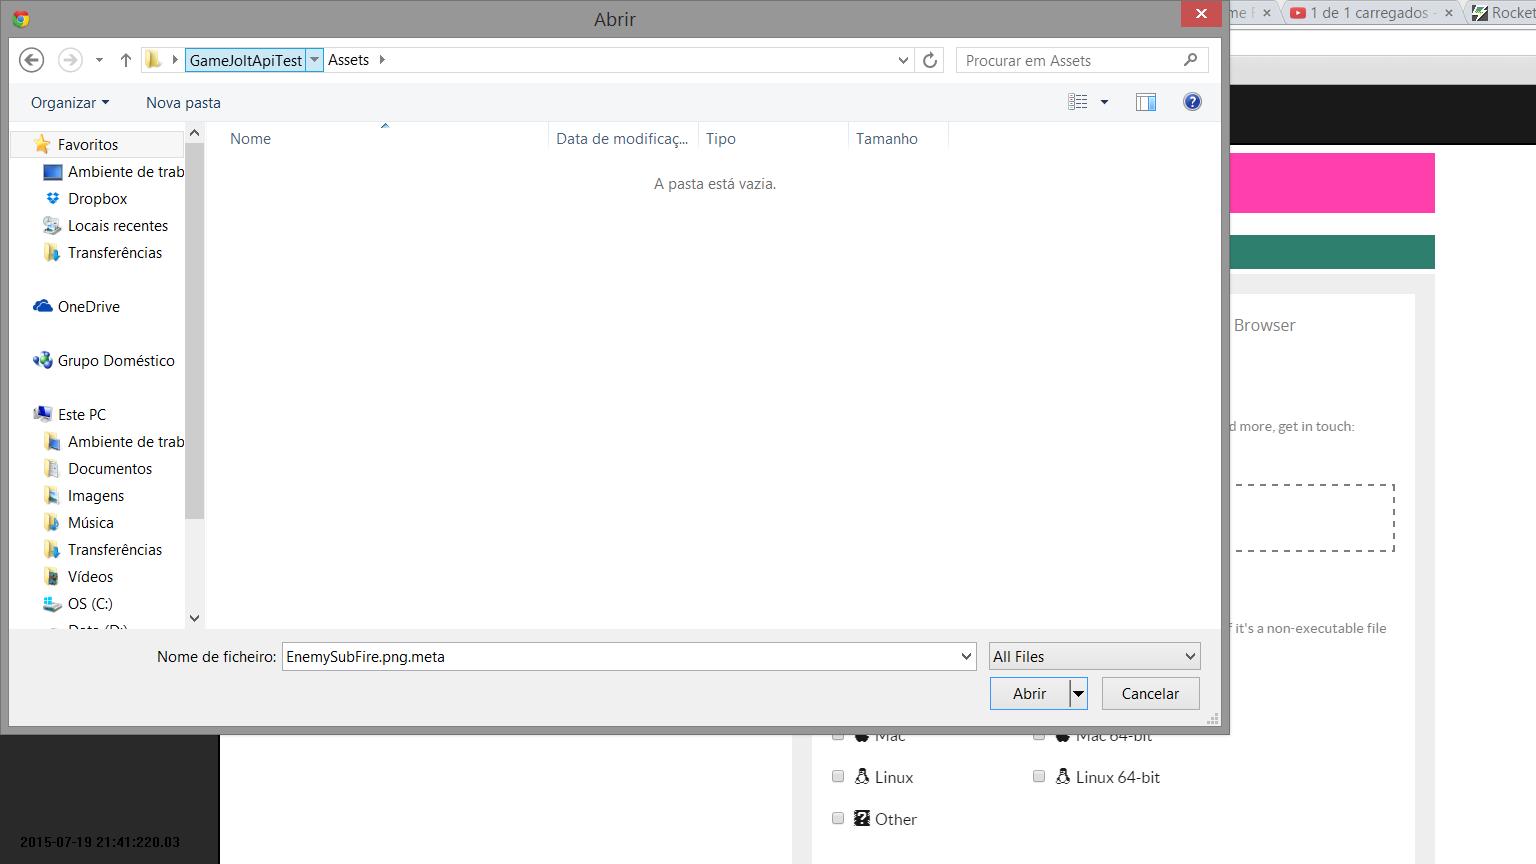 Abrir
me F
1 de 1 carregados -
Rocket
GameJoltApiTest
Assets
Procurar em Assets
Organizar
Nova pasta
Nome
Data de modificaç...
Tipo
Tamanho
A pasta está vazia.
Favoritos
Ambiente de trab
Dropbox
Locais recentes
Transferências
OneDrive
Grupo Doméstico
Este PC
Ambiente de trab
Documentos
Imagens
Música
Transferências
Vídeos
OS (C:)
Data (D:)
Browser
d more, get in touch:
f it's a non-executable file
Nome de ficheiro:
EnemySubFire.png.meta
All Files
Abrir
Cancelar
Mac
Mac 64-bit
Linux
Linux 64-bit
Other
2015-07-19 21:41:220.03